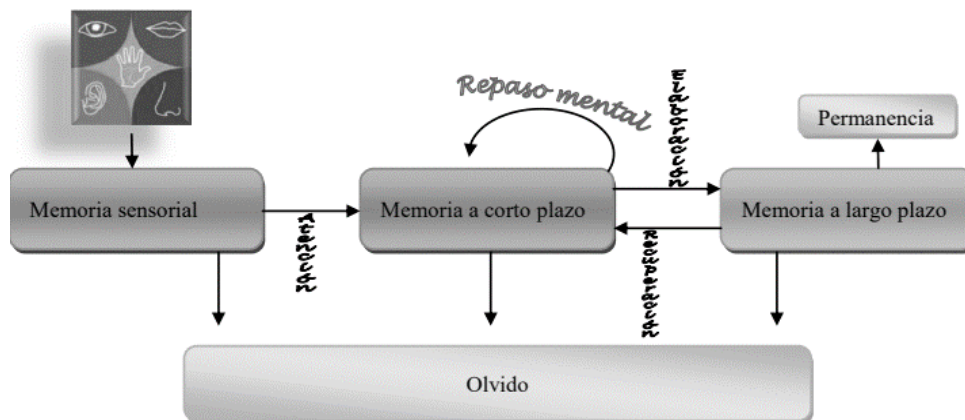 Repaso mental
Permanencia
Memoria sensorial
Memoria a corto plazo
Memoria a largo plazo
Olvido